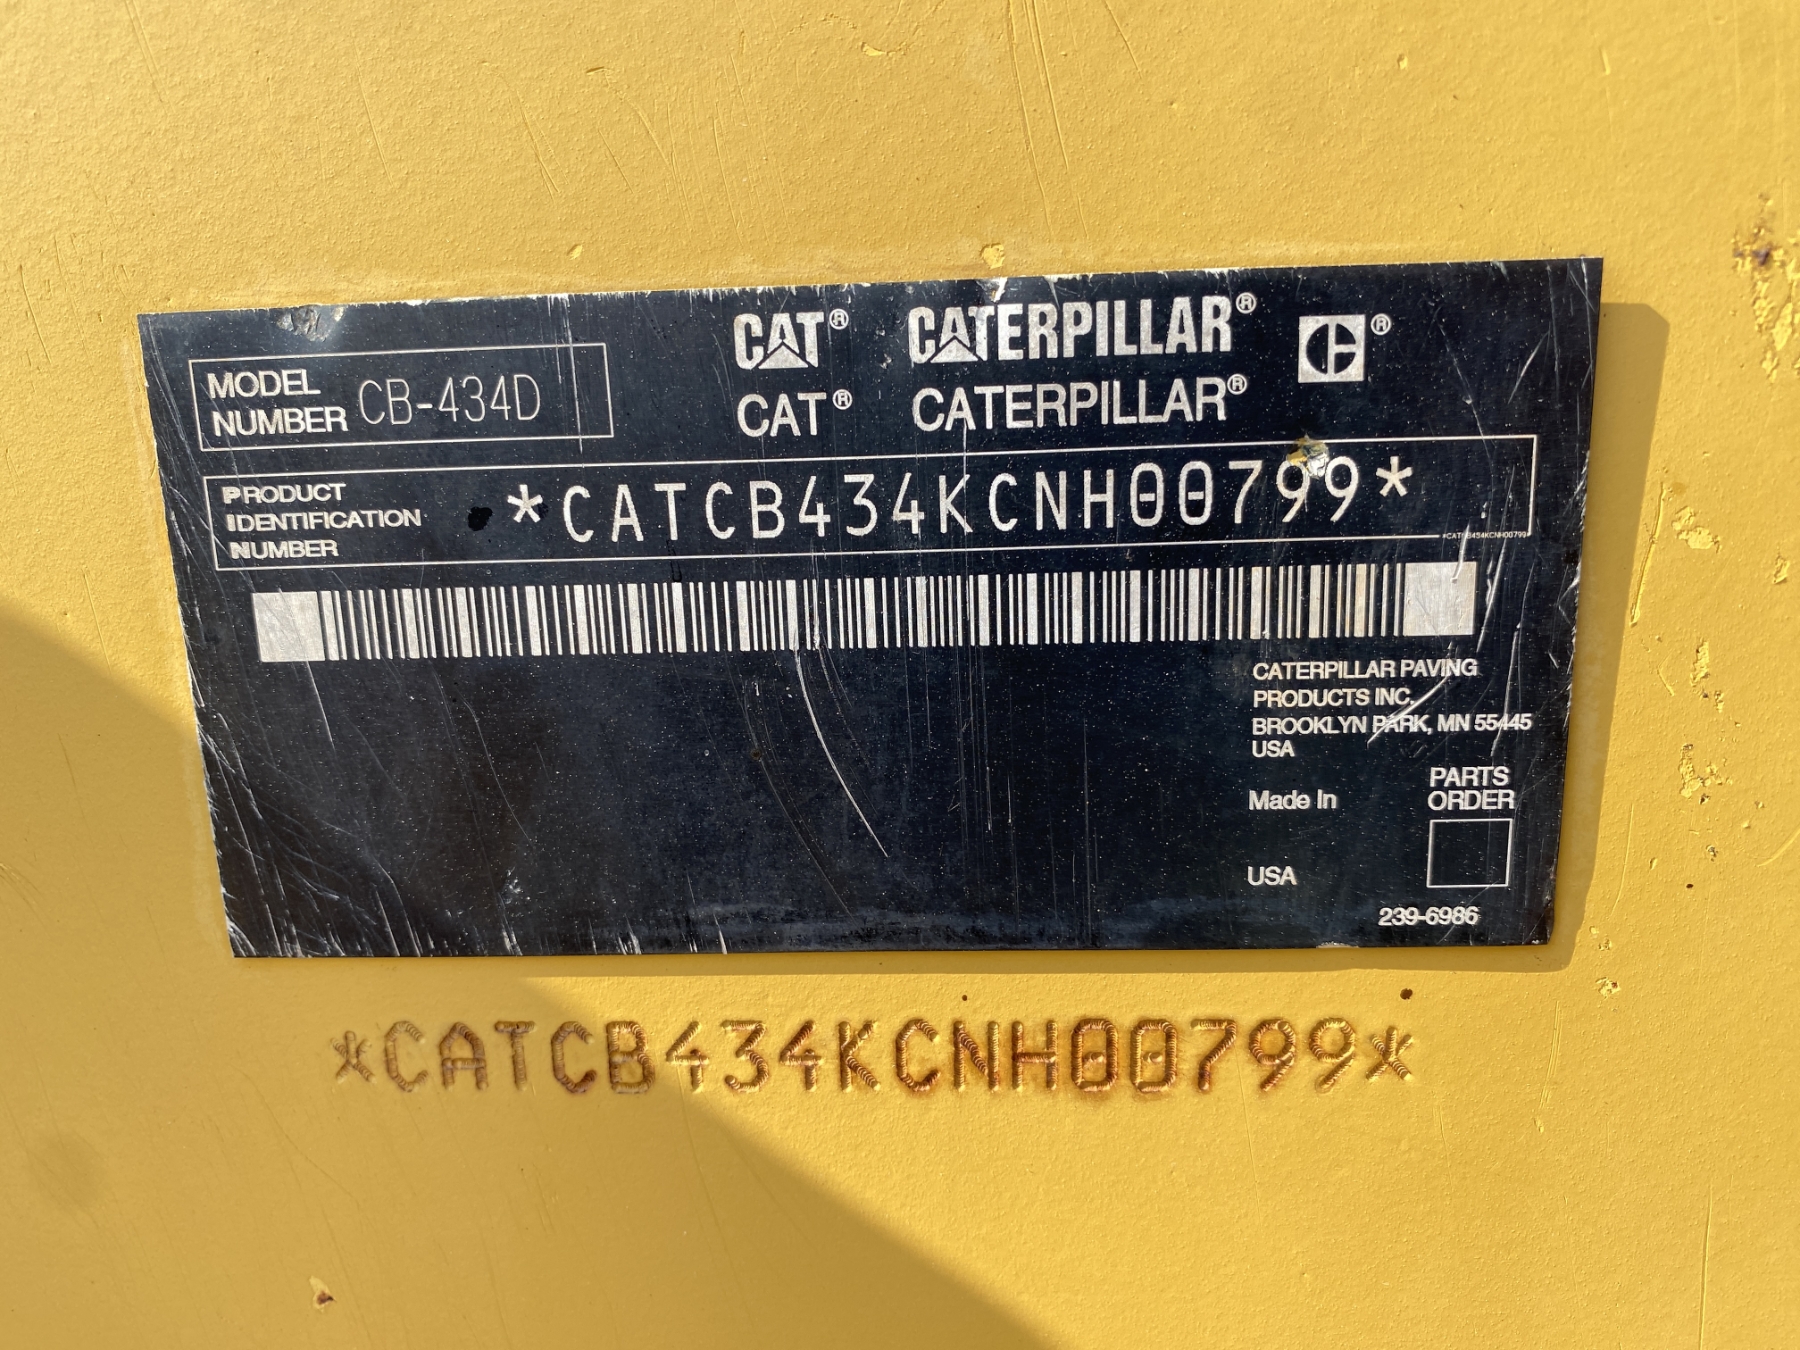 CAT® CATERPILLAR® ®
MODEL
NUMBER CB-434D
CAT® CATERPILLAR®
PRODUCT
IDENTIFICATION
NUMBER
*CATCB434KCNH00799*
*CATCB434KCNH00799*
CATERPILLAR PAVING
PRODUCTS INC.
BROOKLYN PARK, MN 55445
USA
PARTS
ORDER
Made In
USA
239-6986
*CATCB434KCNH00799*